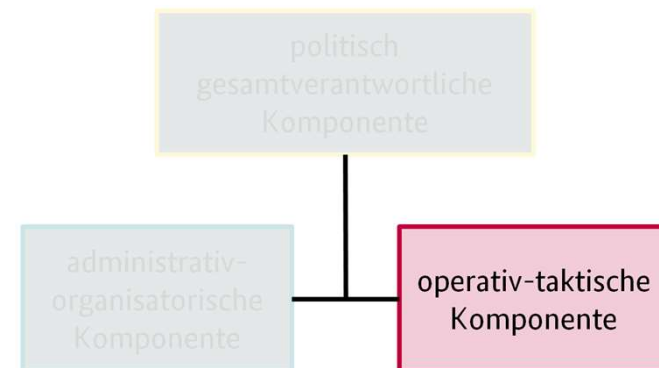 politisch
gesamtverantwortliche
Komponente
administrativ-
organisatorische
Komponente
operativ-taktische
Komponente